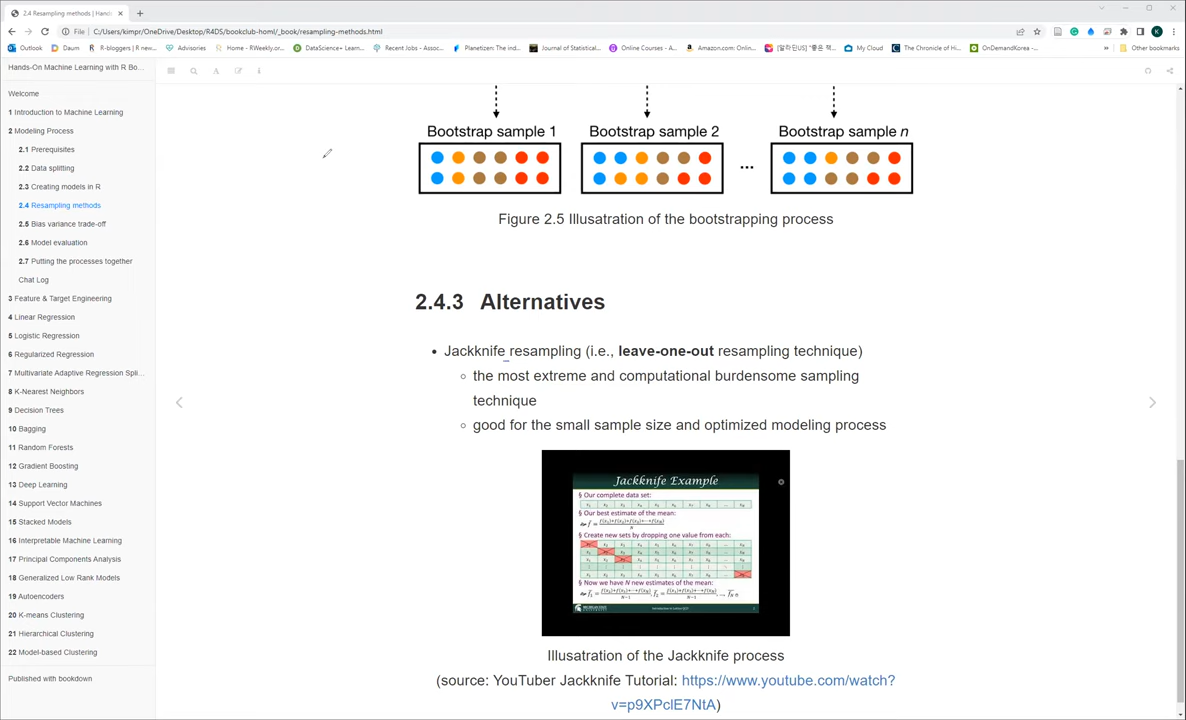 2.4 Resampling methods | Hands
File
C:/Users/kimpr/OneDrive/Desktop/R4DS/bookclub-homl/_book/resampling-methods.html
K
Outlook
Daum
R-bloggers | R new...
Advisories
Home - RWeekly.or...
DataScience+ Learn...
Recent Jobs - Assoc...
Planetizen: The ind...
Journal of Statistical...
Online Courses - A...
Amazon.com: Onlin...
My Cloud
The Chronicle of Hi...
OnDemandKorea -...
»
Other bookmarks
Hands-On Machine Learning with R Bo...
Welcome
1 Introduction to Machine Learning
2 Modeling Process
2.1 Prerequisites
2.2 Data splitting
2.3 Creating models in R
2.4 Resampling methods
2.5 Bias variance trade-off
2.6 Model evaluation
2.7 Putting the processes together
Chat Log
3 Feature & Target Engineering
4 Linear Regression
5 Logistic Regression
6 Regularized Regression
7 Multivariate Adaptive Regression Spli...
8 K-Nearest Neighbors
9 Decision Trees
10 Bagging
11 Random Forests
12 Gradient Boosting
13 Deep Learning
14 Support Vector Machines
15 Stacked Models
16 Interpretable Machine Learning
17 Principal Components Analysis
18 Generalized Low Rank Models
19 Autoencoders
20 K-means Clustering
21 Hierarchical Clustering
22 Model-based Clustering
Published with bookdown
Bootstrap sample 1
Bootstrap sample 2
...
Bootstrap sample n
Figure 2.5 Illusatration of the bootstrapping process
2.4.3 Alternatives
• Jackknife resampling (i.e., leave-one-out resampling technique)
◦ the most extreme and computational burdensome sampling
technique
◦ good for the small sample size and optimized modeling process
Jackknife Example
§ Our complete data set:
§ Our best estimate of the mean:
§ Create new sets by dropping one value from each:
§ Now we have N new estimates of the mean:
Illusatration of the Jackknife process
(source: YouTuber Jackknife Tutorial: https://www.youtube.com/watch?
v=p9XPclE7NtA)